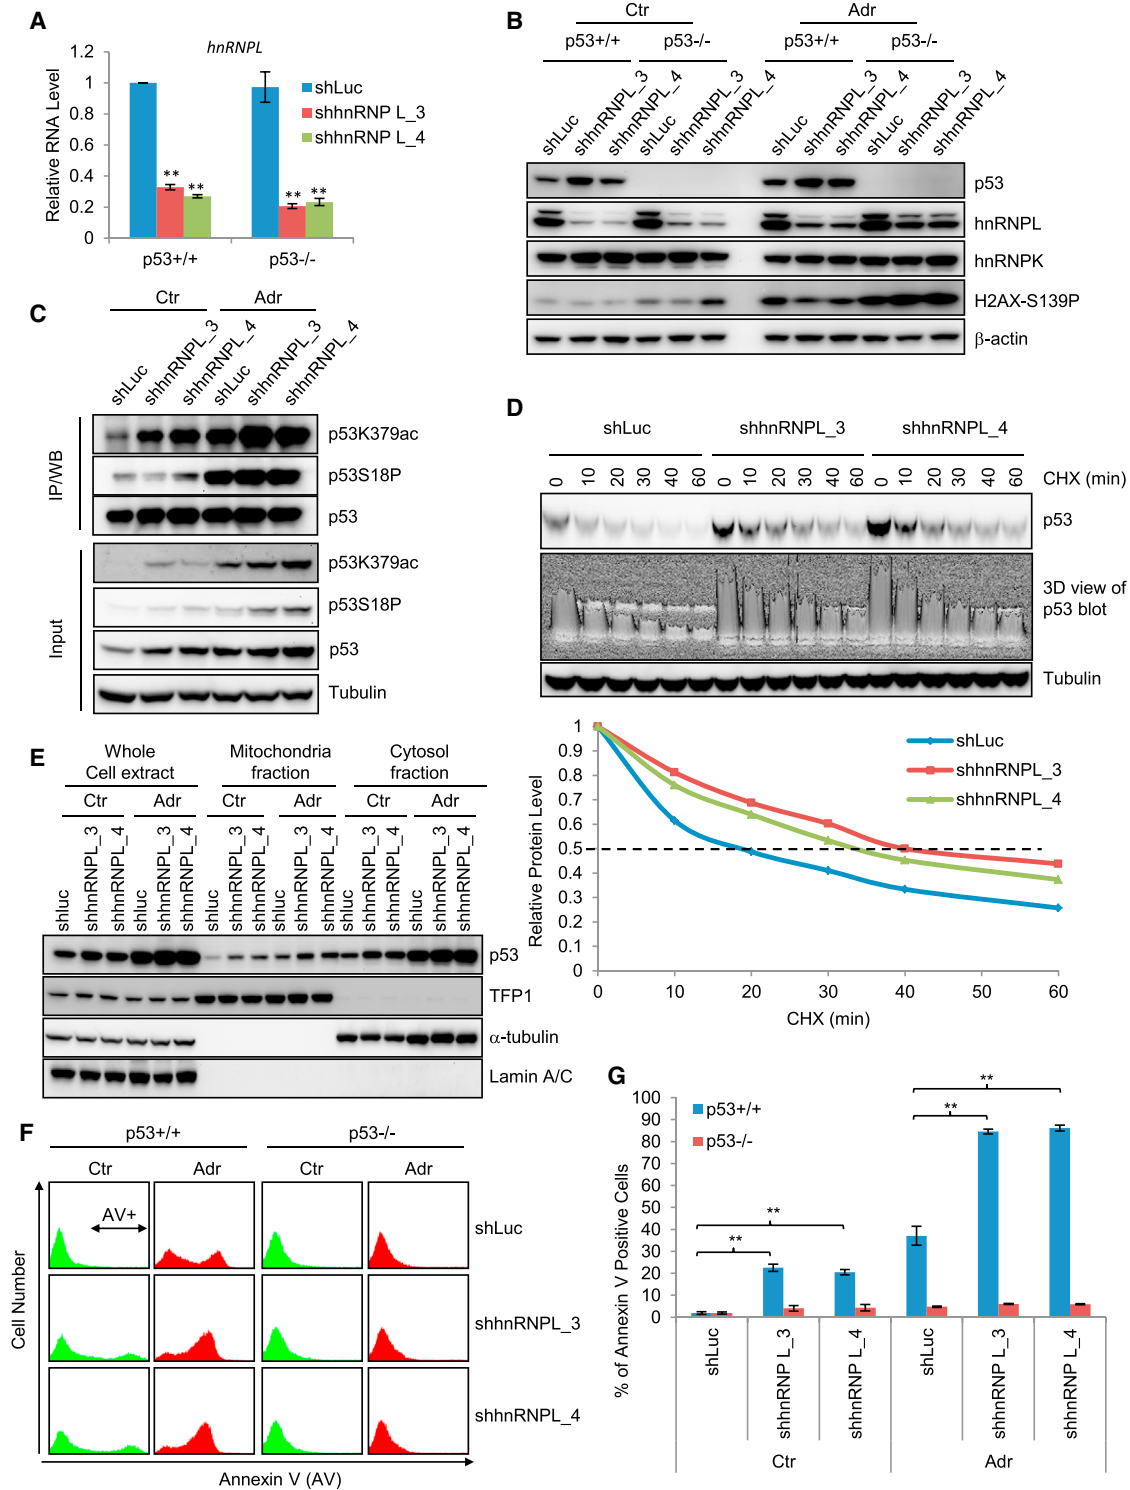 A
hnRNPL
Relative RNA Level
1.2
1
0.8
0.6
0.4
0.2
0
** **
** **
shLuc
shhnRNP L_3
shhnRNP L_4
p53+/+ p53-/-
B
Ctr Adr
p53+/+ p53-/- p53+/+ p53-/-
shLuc shhnRNPL_3 shhnRNPL_4 shLuc shhnRNPL_3 shhnRNPL_4 shLuc shhnRNPL_3 shhnRNPL_4 shLuc shhnRNPL_3 shhnRNPL_4
p53
hnRNPL
hnRNPK
H2AX-S139P
β-actin
C
Ctr Adr
shLuc shhnRNPL_3 shhnRNPL_4 shLuc shhnRNPL_3 shhnRNPL_4
IP/WB
p53K379ac
p53S18P
p53
Input
p53K379ac
p53S18P
p53
Tubulin
D
shLuc shhnRNPL_3 shhnRNPL_4
0 10 20 30 40 60 0 10 20 30 40 60 0 10 20 30 40 60 CHX (min)
p53
3D view of
p53 blot
Tubulin
Relative Protein Level
1
0.9
0.8
0.7
0.6
0.5
0.4
0.3
0.2
0.1
0
shLuc
shhnRNPL_3
shhnRNPL_4
0 10 20 30 40 50 60
CHX (min)
E
Whole
Cell extract
Mitochondria
fraction
Cytosol
fraction
Ctr Adr Ctr Adr Ctr Adr
shluc shhnRNPL_3 shhnRNPL_4 shluc shhnRNPL_3 shhnRNPL_4 shluc shhnRNPL_3 shhnRNPL_4 shluc shhnRNPL_3 shhnRNPL_4 shluc shhnRNPL_3 shhnRNPL_4 shluc shhnRNPL_3 shhnRNPL_4
p53
TFP1
α-tubulin
Lamin A/C
F
p53+/+ p53-/-
Ctr Adr Ctr Adr
AV+
shLuc
shhnRNPL_3
shhnRNPL_4
Cell Number
Annexin V (AV)
G
% of Annexin V Positive Cells
100
90
80
70
60
50
40
30
20
10
0
p53+/+
p53-/-
**
**
**
**
shLuc shhnRNP L_3 shhnRNP L_4 shLuc shhnRNP L_3 shhnRNP L_4
Ctr Adr